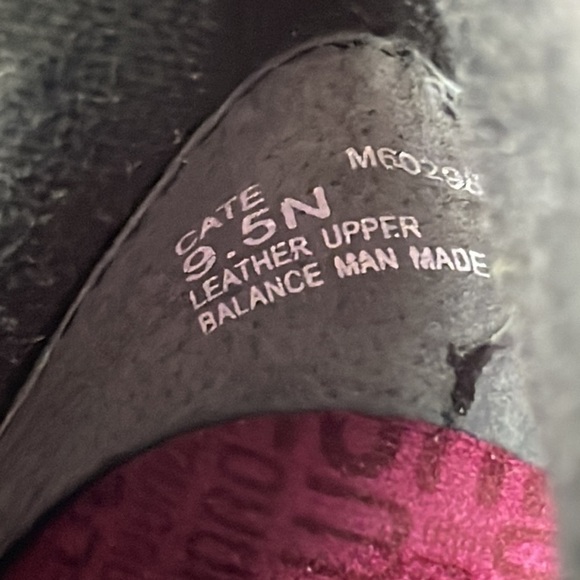 M60298
CATE
9.5N
LEATHER UPPER
BALANCE MAN MADE